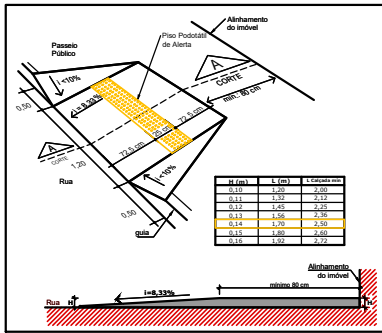 Alinhamento
do imóvel
Passeio
Público
Piso Podotátil
de Alerta
i <10%
i= 8,33%
A
CORTE
min.: 80 cm
0,50
72,5 cm
25 cm
72,5 cm
A
CORTE
1,20
Rua
i<10%
0,50
guia
H (m) L (m) L Calçada min
0,10 1,20 2,00
0,11 1,32 2,12
0,12 1,45 2,25
0,13 1,56 2,36
0,14 1,70 2,50
0,15 1,80 2,60
0,16 1,92 2,72
Alinhamento
do imóvel
mínimo 80 cm
i=8,33%
Rua
H
H